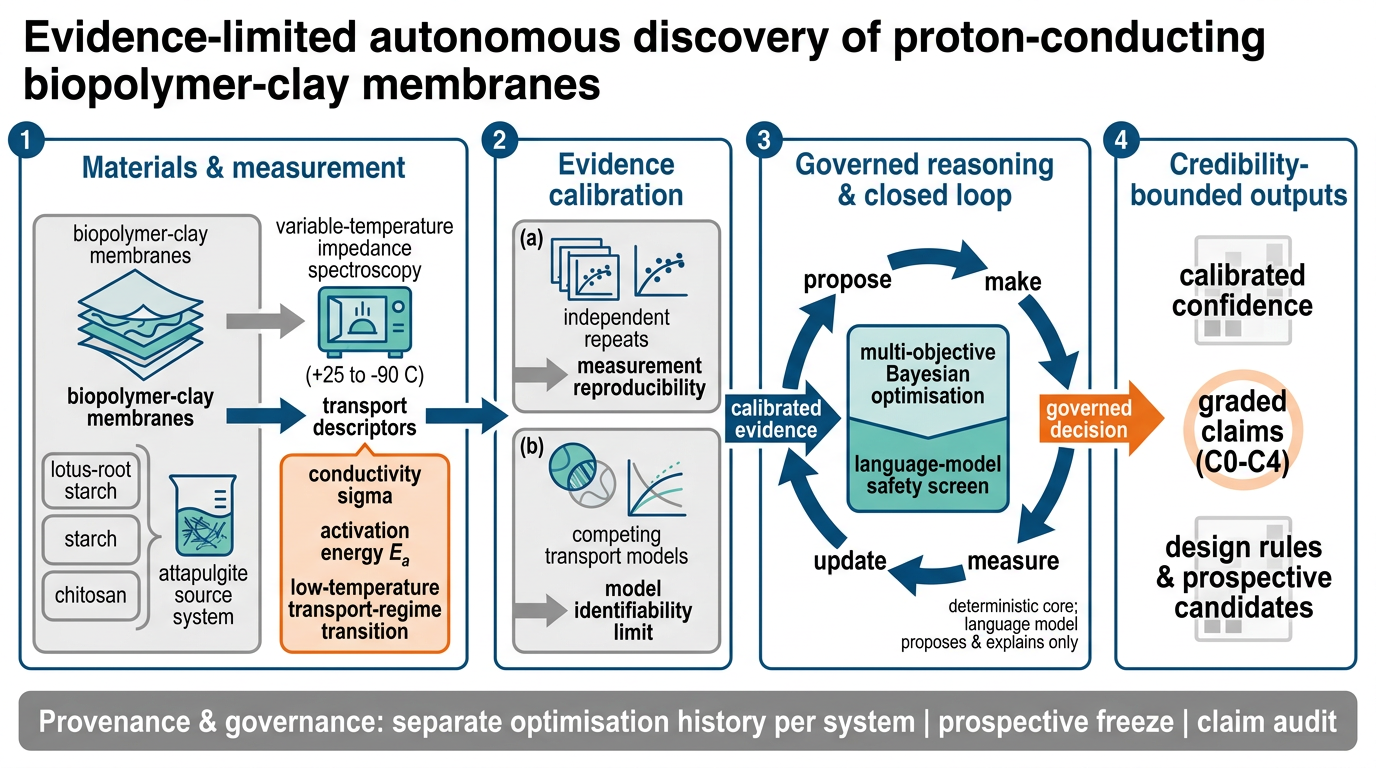 Evidence-limited autonomous discovery of proton-conducting
biopolymer-clay membranes
1
Materials & measurement
biopolymer-clay
membranes
biopolymer-clay
membranes
lotus-root
starch
starch
chitosan
attapulgite
source
system
variable-temperature
impedance
spectroscopy
(+25 to -90 C)
transport
descriptors
conductivity
sigma
activation
energy Ea
low-temperature
transport-regime
transition
2
Evidence
calibration
(a)
independent
repeats
measurement
reproducibility
(b)
competing
transport models
model
identifiability
limit
calibrated
evidence
3
Governed reasoning
& closed loop
propose
make
multi-objective
Bayesian
optimisation
language-model
safety screen
update
measure
deterministic core;
language model
proposes & explains only
governed
decision
4
Credibility-
bounded outputs
calibrated
confidence
graded
claims
(C0-C4)
design rules
& prospective
candidates
Provenance & governance: separate optimisation history per system | prospective freeze | claim audit